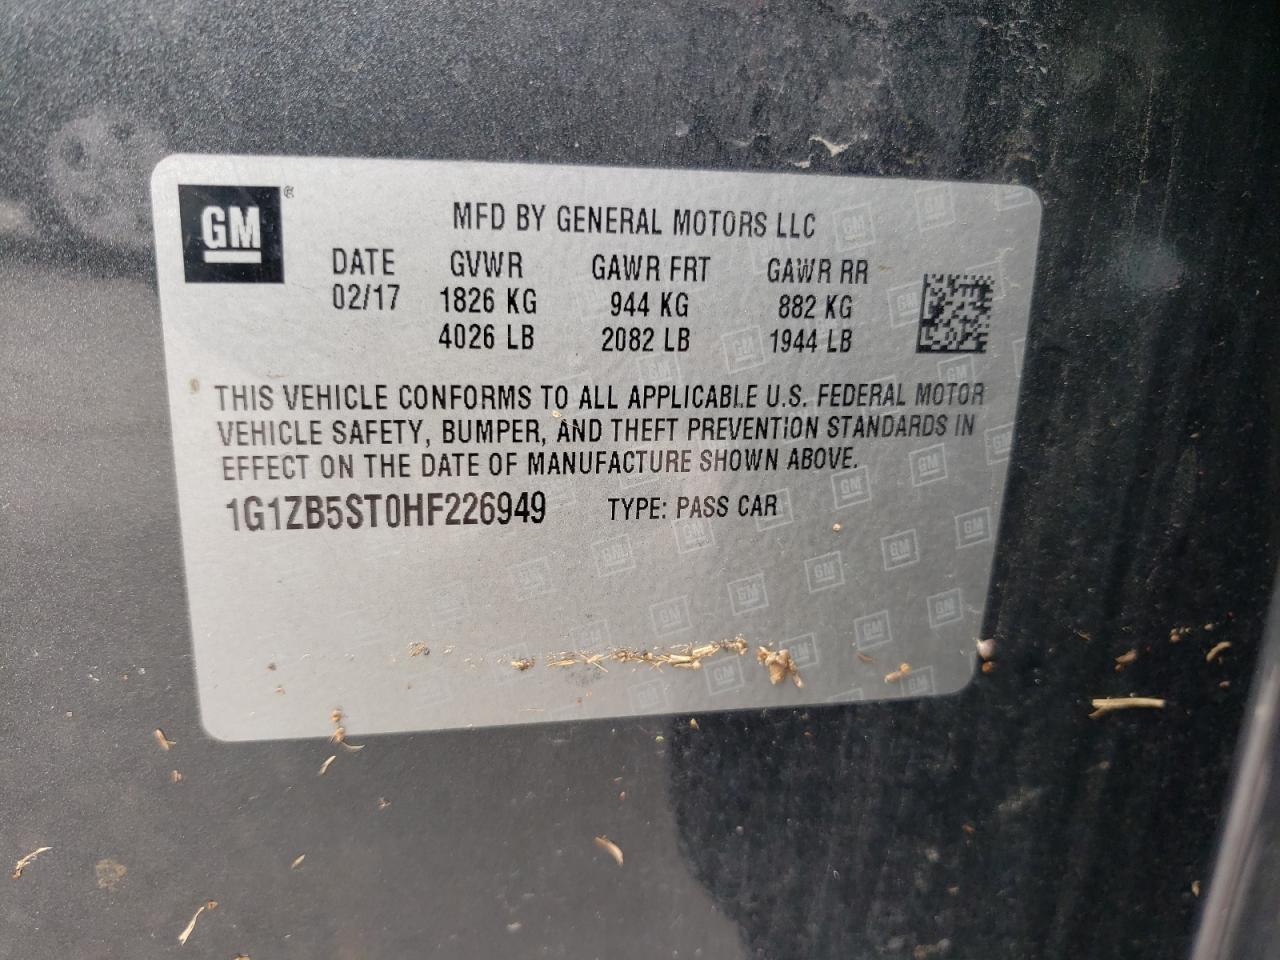 GM ®
MFD BY GENERAL MOTORS LLC
DATE GVWR GAWR FRT GAWR RR
02/17 1826 KG 944 KG 882 KG
4026 LB 2082 LB 1944 LB
THIS VEHICLE CONFORMS TO ALL APPLICABLE U.S. FEDERAL MOTOR
VEHICLE SAFETY, BUMPER, AND THEFT PREVENTION STANDARDS IN
EFFECT ON THE DATE OF MANUFACTURE SHOWN ABOVE.
1G1ZB5ST0HF226949 TYPE: PASS CAR